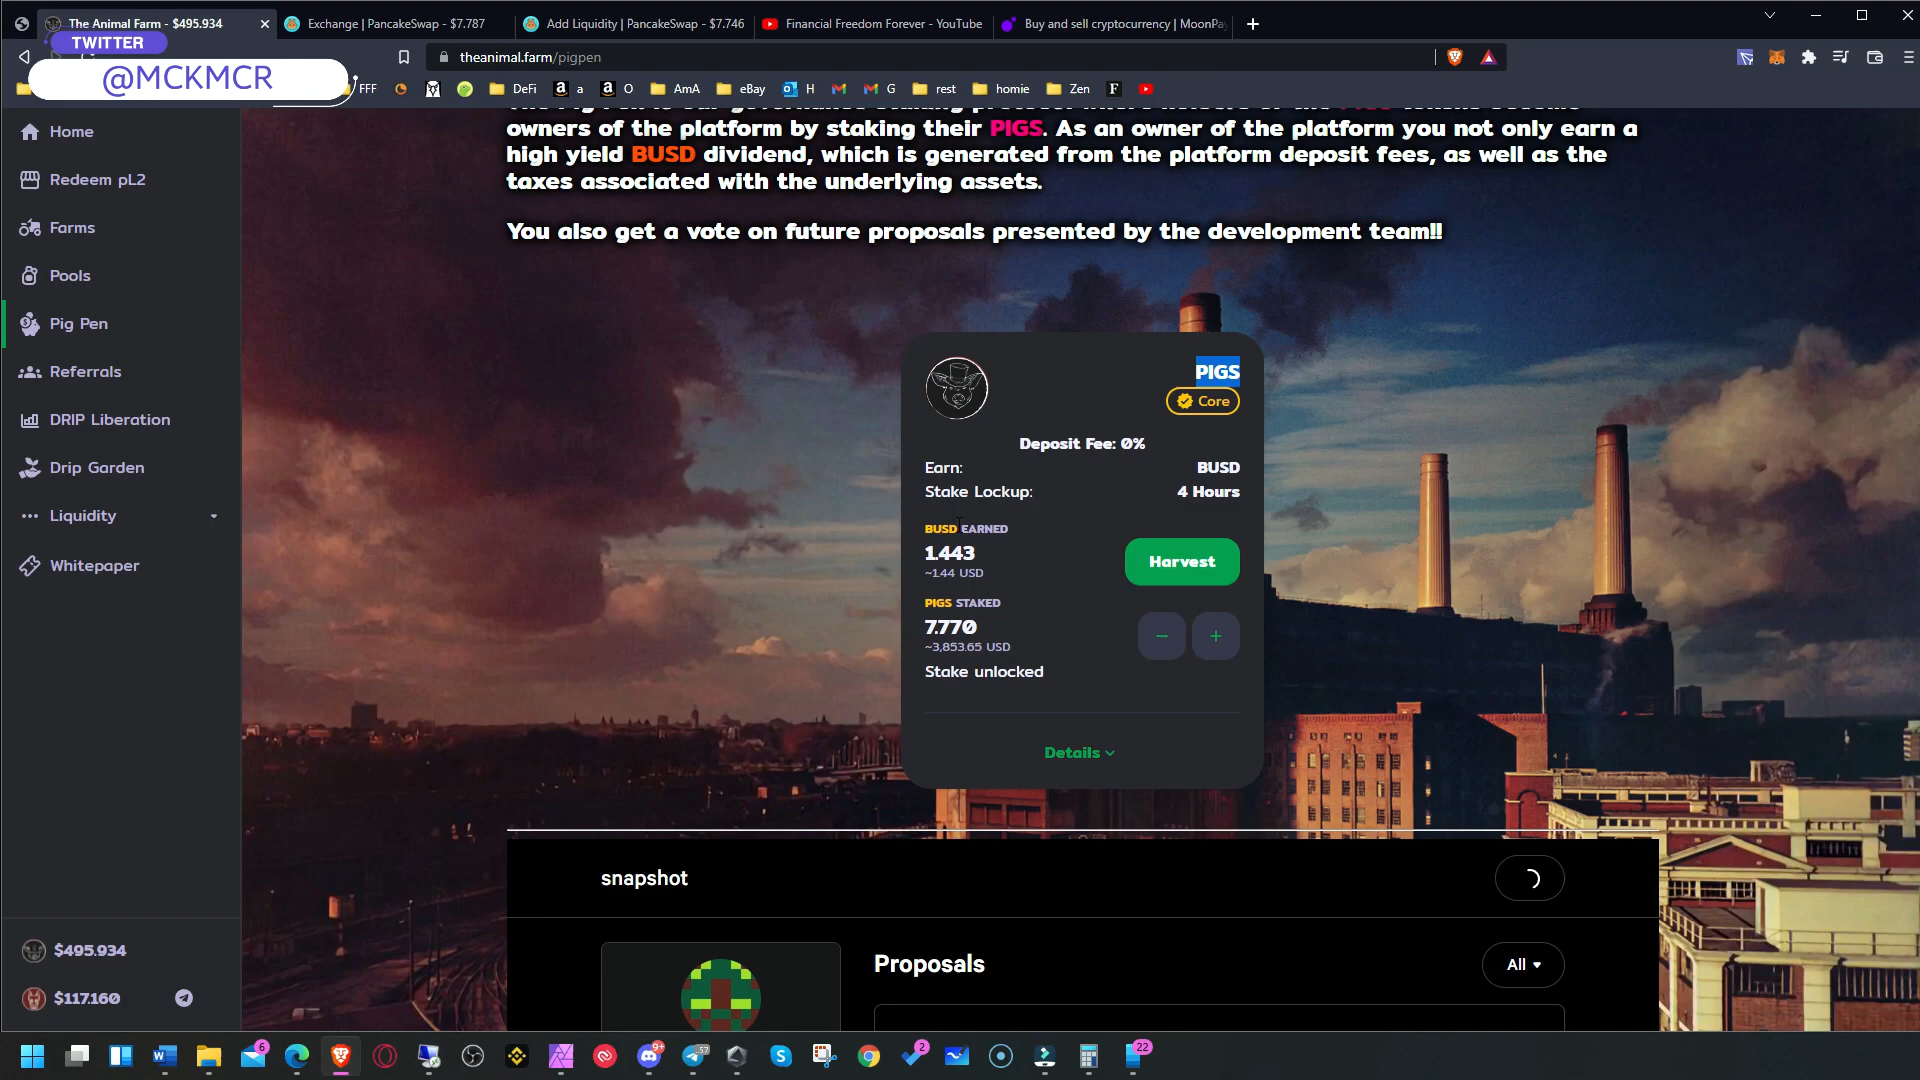 The Animal Farm - $495.934
Exchange | PancakeSwap - $7.787
Add Liquidity | PancakeSwap - $7.746
Financial Freedom Forever - YouTube
Buy and sell cryptocurrency | MoonPa
TWITTER
@MCKMCR
theanimal.farm/pigpen
FFF
DeFi
a
O
AmA
eBay
H
M
G
rest
homie
Zen
F
owners of the platform by staking their PIGS. As an owner of the platform you not only earn a
high yield BUSD dividend, which is generated from the platform deposit fees, as well as the
taxes associated with the underlying assets.
You also get a vote on future proposals presented by the development team!!
Home
Redeem pL2
Farms
Pools
Pig Pen
Referrals
DRIP Liberation
Drip Garden
Liquidity
Whitepaper
$495.934
$117.160
PIGS
Core
Deposit Fee: 0%
Earn: BUSD
Stake Lockup: 4 Hours
BUSD EARNED
1.443
~1.44 USD
Harvest
PIGS STAKED
7.770
~3,853.65 USD
− +
Stake unlocked
Details
snapshot
Proposals
All
6
9+
57
2
22